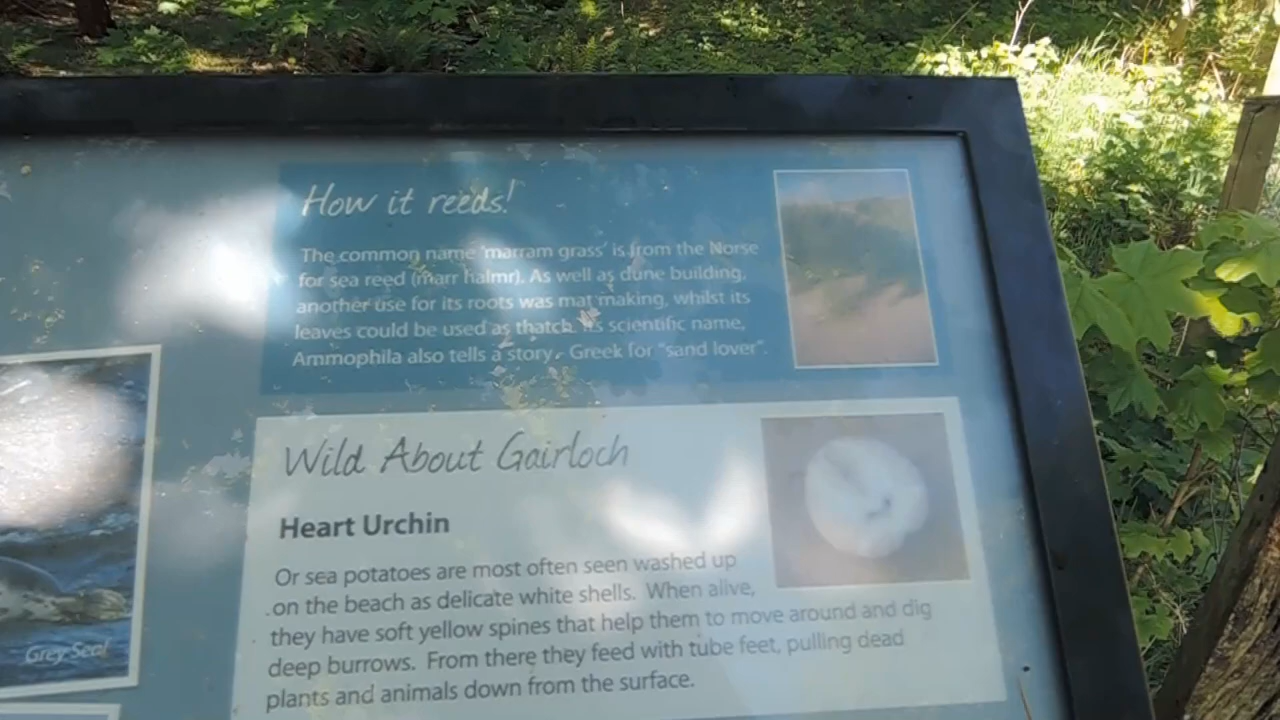 How it reeds!
The common name 'marram grass' is from the Norse
for sea reed (marr halmr). As well as dune building,
another use for its roots was mat making, whilst its
leaves could be used as thatch. Its scientific name,
Ammophila also tells a story - Greek for "sand lover".
Wild About Gairloch
Heart Urchin
Or sea potatoes are most often seen washed up
on the beach as delicate white shells. When alive,
they have soft yellow spines that help them to move around and dig
deep burrows. From there they feed with tube feet, pulling dead
plants and animals down from the surface.
Grey Seal